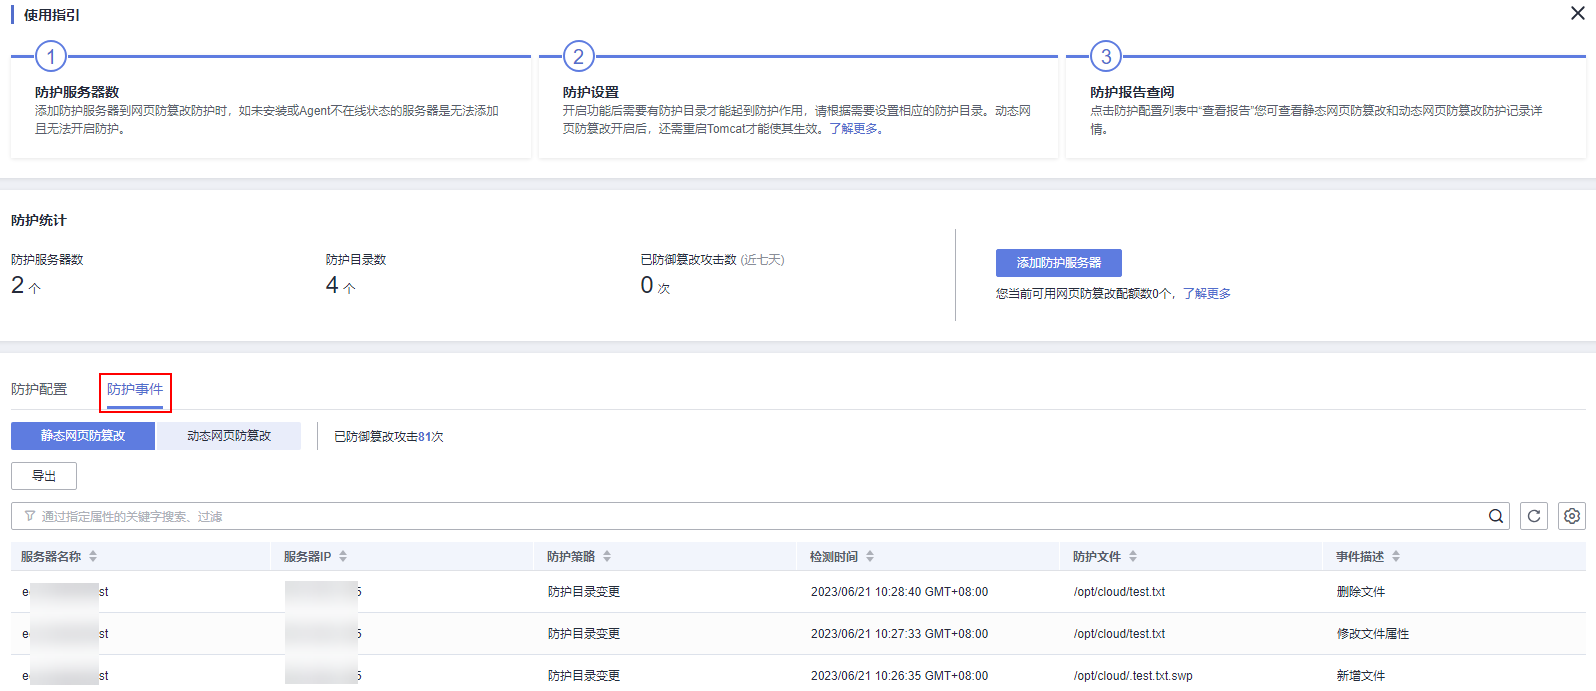 使用指引
1
防护服务器数
添加防护服务器到网页防篡改防护时，如未安装或Agent不在线状态的服务器是无法添加
且无法开启防护。
2
防护设置
开启功能后需要有防护目录才能起到防护作用，请根据需要设置相应的防护目录。动态网
页防篡改开启后，还需重启Tomcat才能使其生效。了解更多。
3
防护报告查阅
点击防护配置列表中“查看报告”您可查看静态网页防篡改和动态网页防篡改防护记录详
情。
防护统计
防护服务器数
2 个
防护目录数
4 个
已防御篡改攻击数 (近七天)
0 次
添加防护服务器
您当前可用网页防篡改配额数0个，了解更多
防护配置 防护事件
静态网页防篡改 动态网页防篡改 已防御篡改攻击81次
导出
通过指定属性的关键字搜索、过滤
服务器名称 服务器IP 防护策略 检测时间 防护文件 事件描述
e st 5 防护目录变更 2023/06/21 10:28:40 GMT+08:00 /opt/cloud/test.txt 删除文件
e st 5 防护目录变更 2023/06/21 10:27:33 GMT+08:00 /opt/cloud/test.txt 修改文件属性
e st 5 防护目录变更 2023/06/21 10:26:35 GMT+08:00 /opt/cloud/.test.txt.swp 新增文件